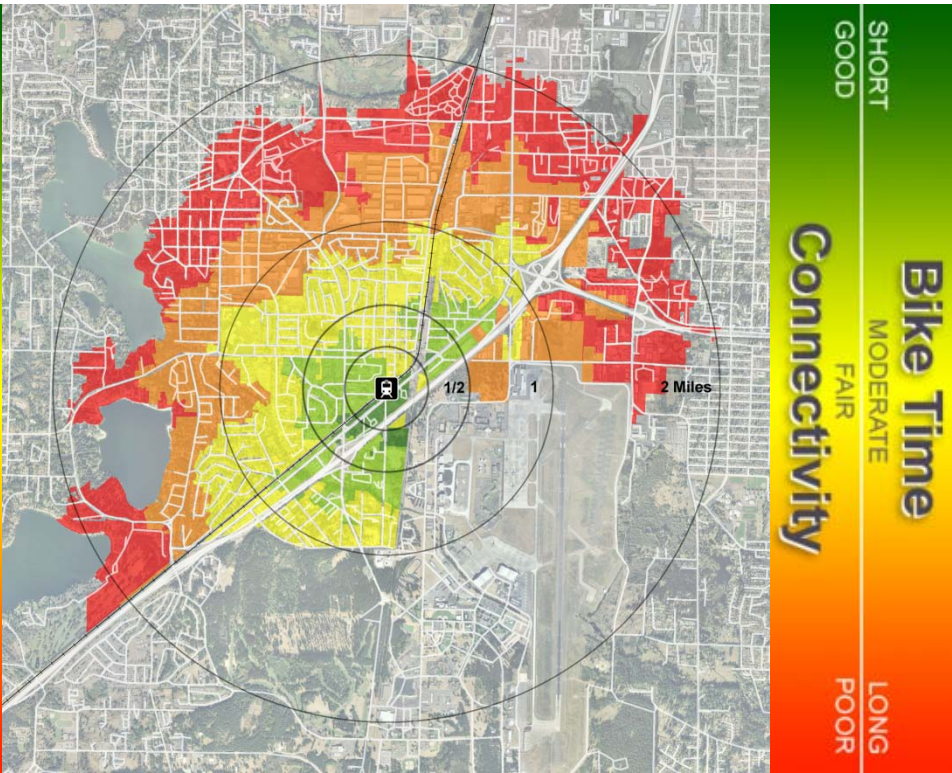 1/2
1
2 Miles
Bike Time
SHORT
MODERATE
LONG
GOOD
FAIR
POOR
Connectivity